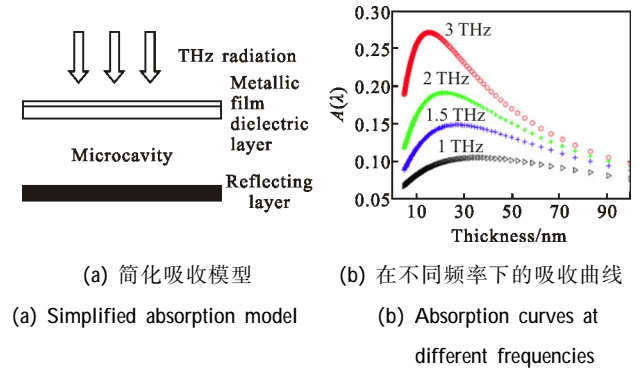 THz radiation
Metallic
film
dielectric
layer
Microcavity
Reflecting
layer
A(λ)
0.30
0.25
0.20
0.15
0.10
0.05
3 THz
2 THz
1.5 THz
1 THz
10 30 50 70 90
Thickness/nm
(a) 简化吸收模型
(b) 在不同频率下的吸收曲线
(a) Simplified absorption model
(b) Absorption curves at
different frequencies